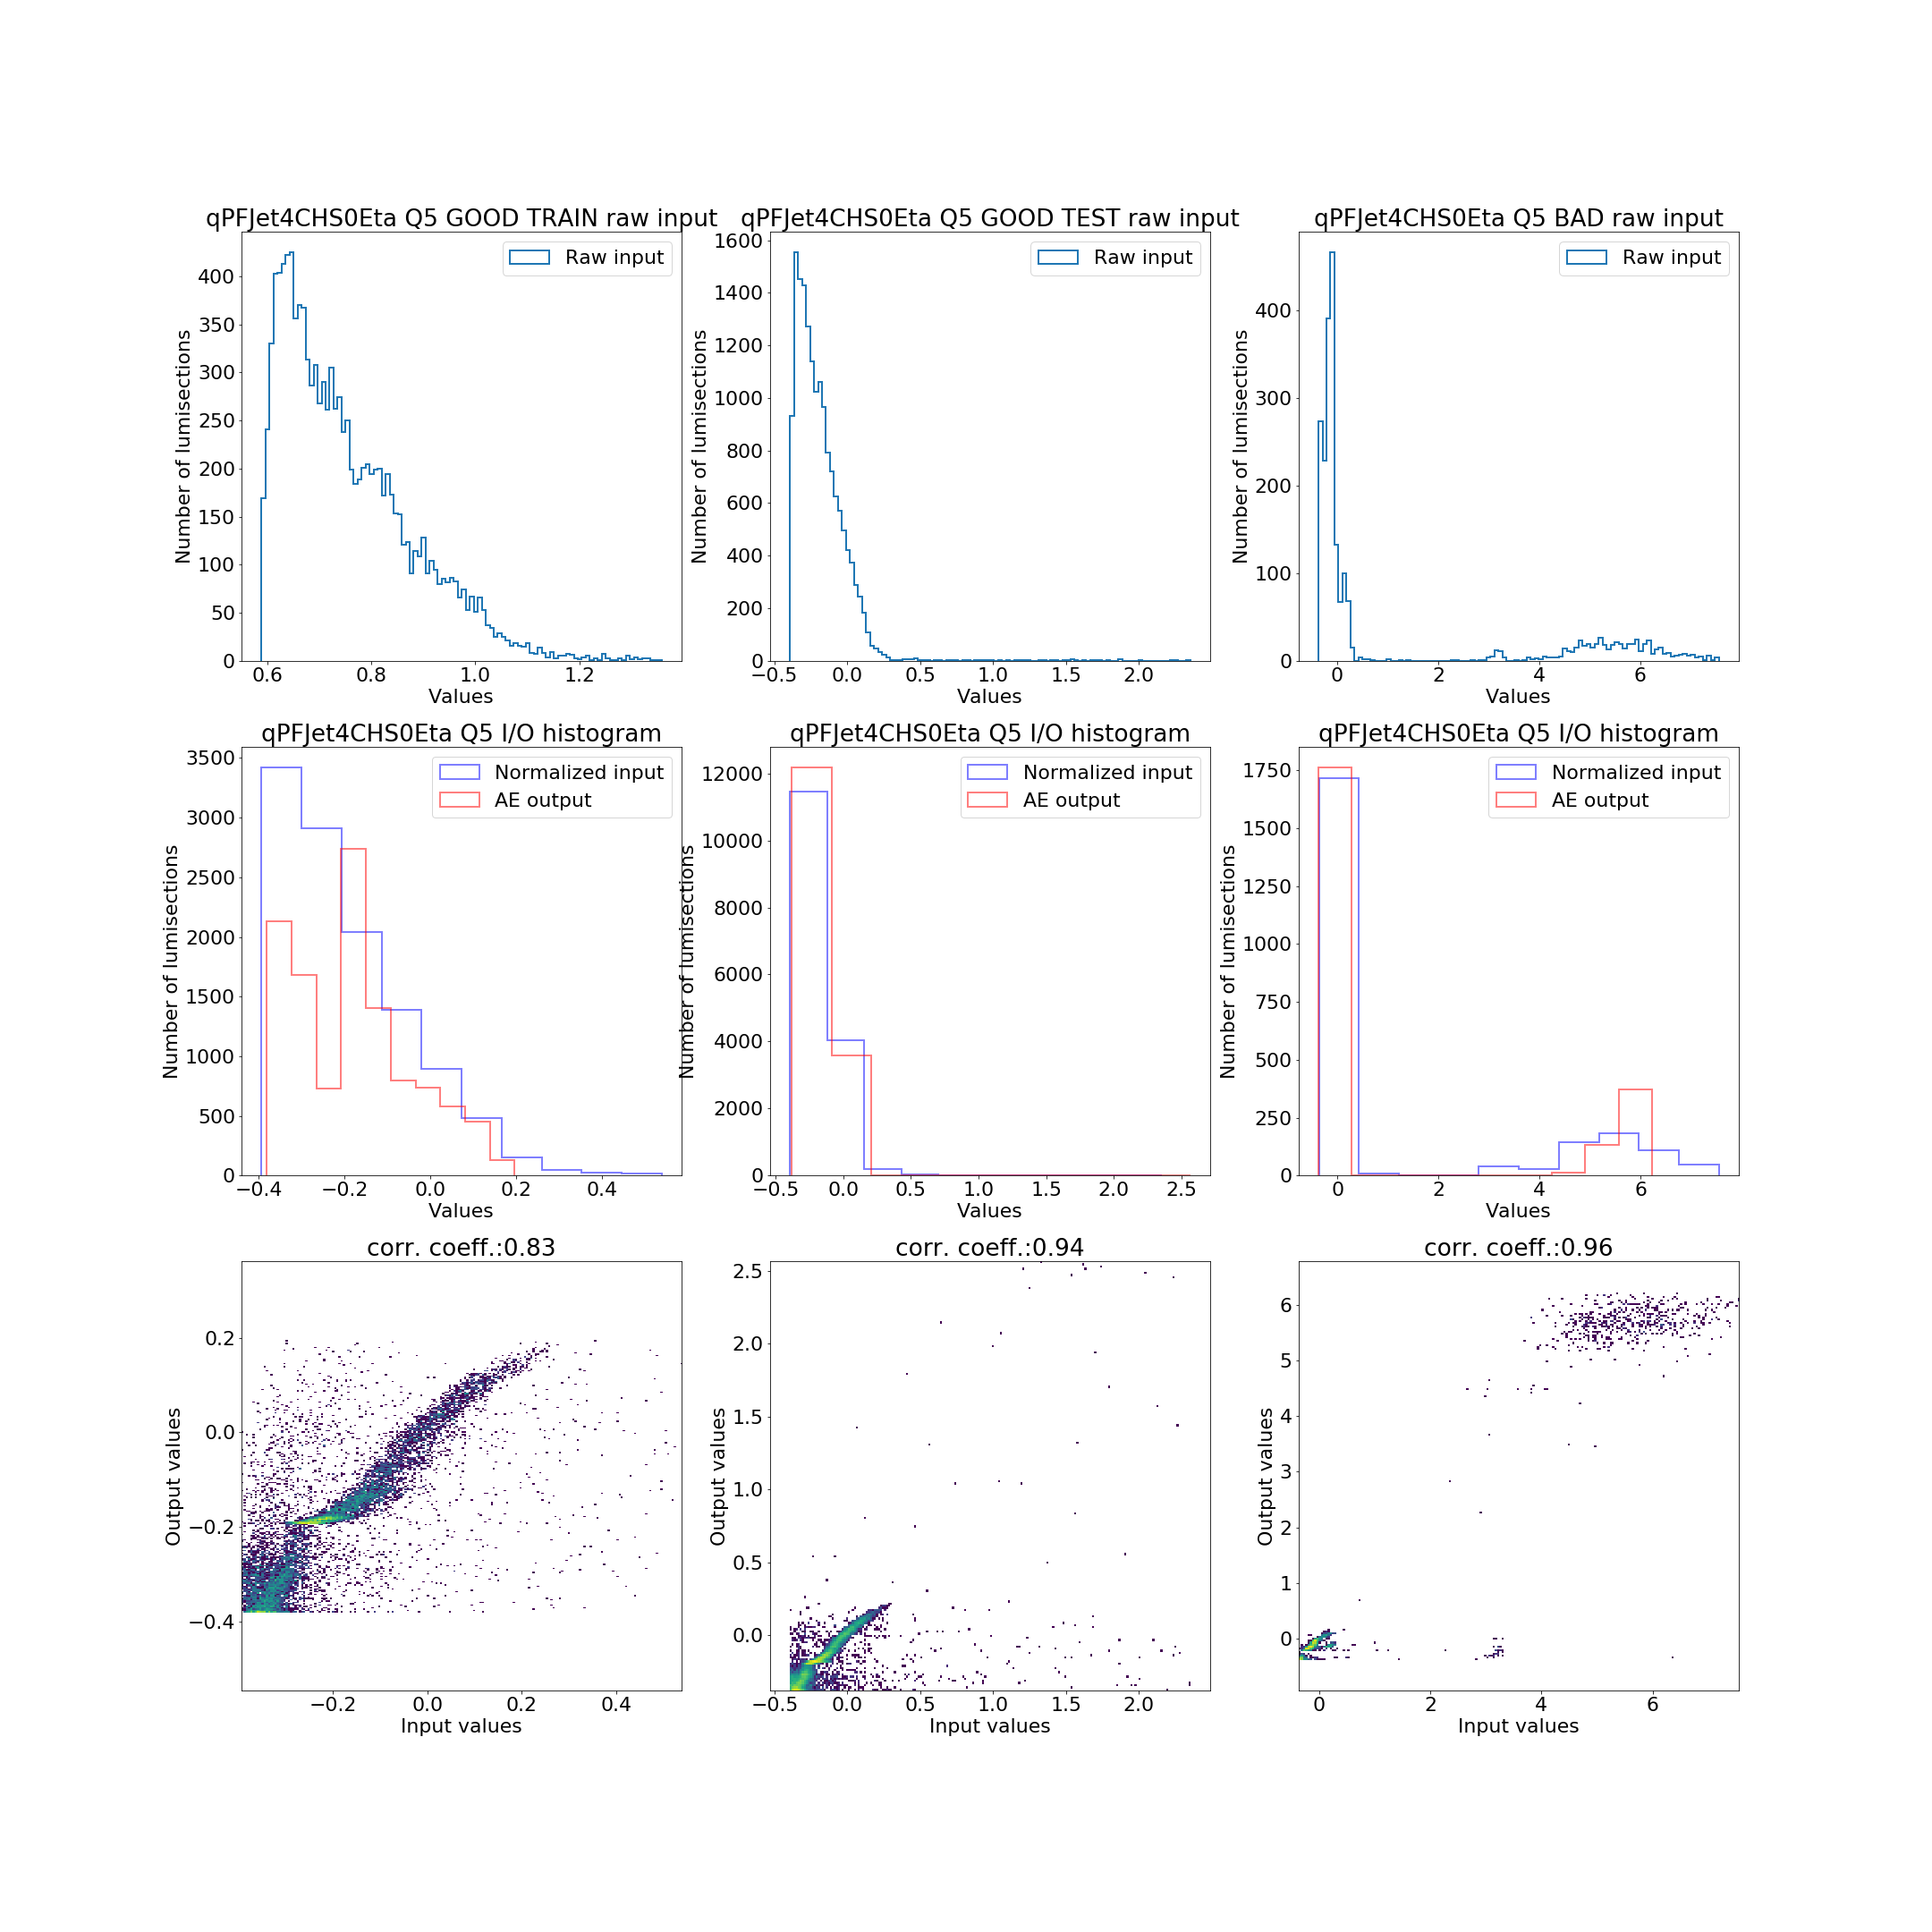 qPFJet4CHS0Eta Q5 GOOD TRAIN raw input
Number of lumisections
400
350
300
250
200
150
100
50
0
Raw input
0.6 0.8 1.0 1.2
Values
qPFJet4CHS0Eta Q5 GOOD TEST raw input
Number of lumisections
1600
1400
1200
1000
800
600
400
200
0
Raw input
−0.5 0.0 0.5 1.0 1.5 2.0
Values
qPFJet4CHS0Eta Q5 BAD raw input
Number of lumisections
400
300
200
100
0
Raw input
0 2 4 6
Values
qPFJet4CHS0Eta Q5 I/O histogram
Number of lumisections
3500
3000
2500
2000
1500
1000
500
0
Normalized input
AE output
−0.4 −0.2 0.0 0.2 0.4
Values
qPFJet4CHS0Eta Q5 I/O histogram
Number of lumisections
12000
10000
8000
6000
4000
2000
0
Normalized input
AE output
−0.5 0.0 0.5 1.0 1.5 2.0 2.5
Values
qPFJet4CHS0Eta Q5 I/O histogram
Number of lumisections
1750
1500
1250
1000
750
500
250
0
Normalized input
AE output
0 2 4 6
Values
corr. coeff.:0.83
Output values
0.2
0.0
−0.2
−0.4
−0.2 0.0 0.2 0.4
Input values
corr. coeff.:0.94
Output values
2.5
2.0
1.5
1.0
0.5
0.0
−0.5 0.0 0.5 1.0 1.5 2.0
Input values
corr. coeff.:0.96
Output values
6
5
4
3
2
1
0
0 2 4 6
Input values